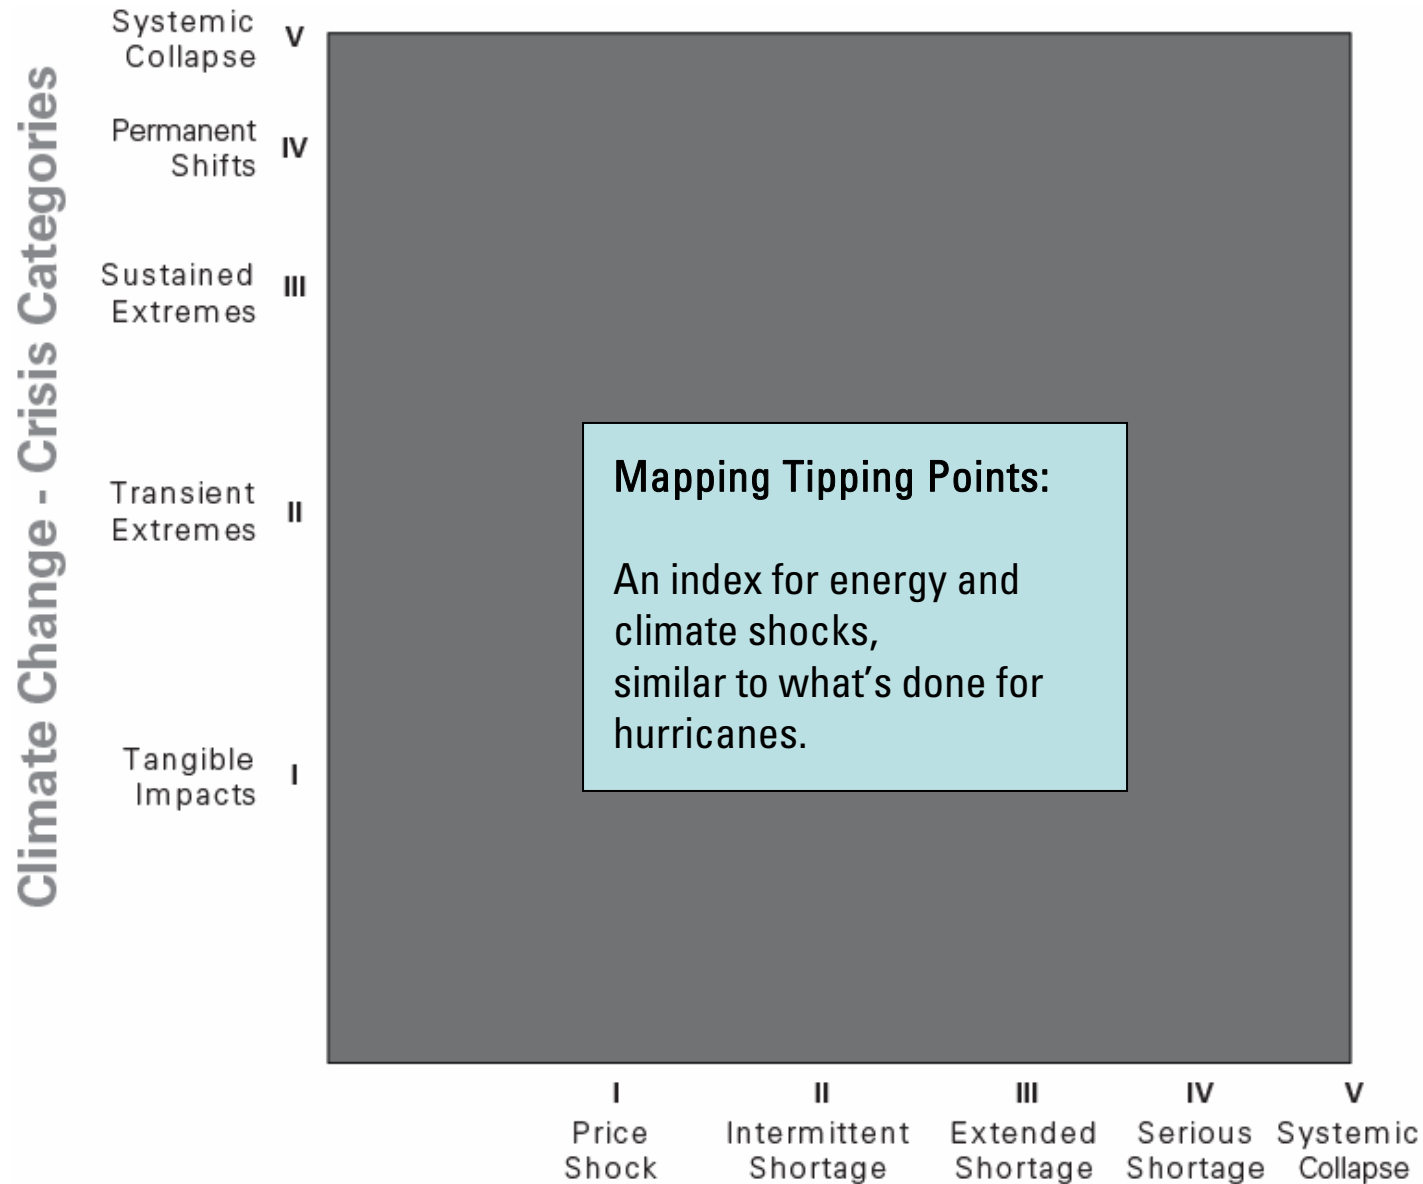 Climate Change - Crisis Categories
Systemic
Collapse
V
Permanent
Shifts
IV
Sustained
Extremes
III
Transient
Extremes
II
Tangible
Impacts
I
Mapping Tipping Points:
An index for energy and
climate shocks,
similar to what's done for
hurricanes.
I
Price
Shock
II
Intermittent
Shortage
III
Extended
Shortage
IV
Serious
Shortage
V
Systemic
Collapse